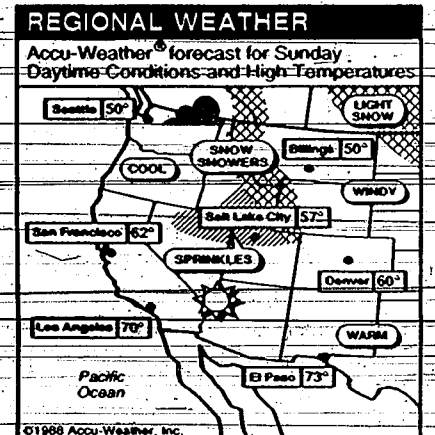 REGIONAL WEATHER
Accu-Weather® forecast for Sunday
Daytime Conditions and High Temperatures
Seattle 50°
LIGHT
SNOW
SNOW
SHOWERS
Billings 50°
COOL
WINDY
Salt Lake City 57°
San Francisco 62°
SPRINKLES
Denver 60°
Los Angeles 70°
WARM
Pacific
Ocean
El Paso 73°
©1988 Accu-Weather, Inc.